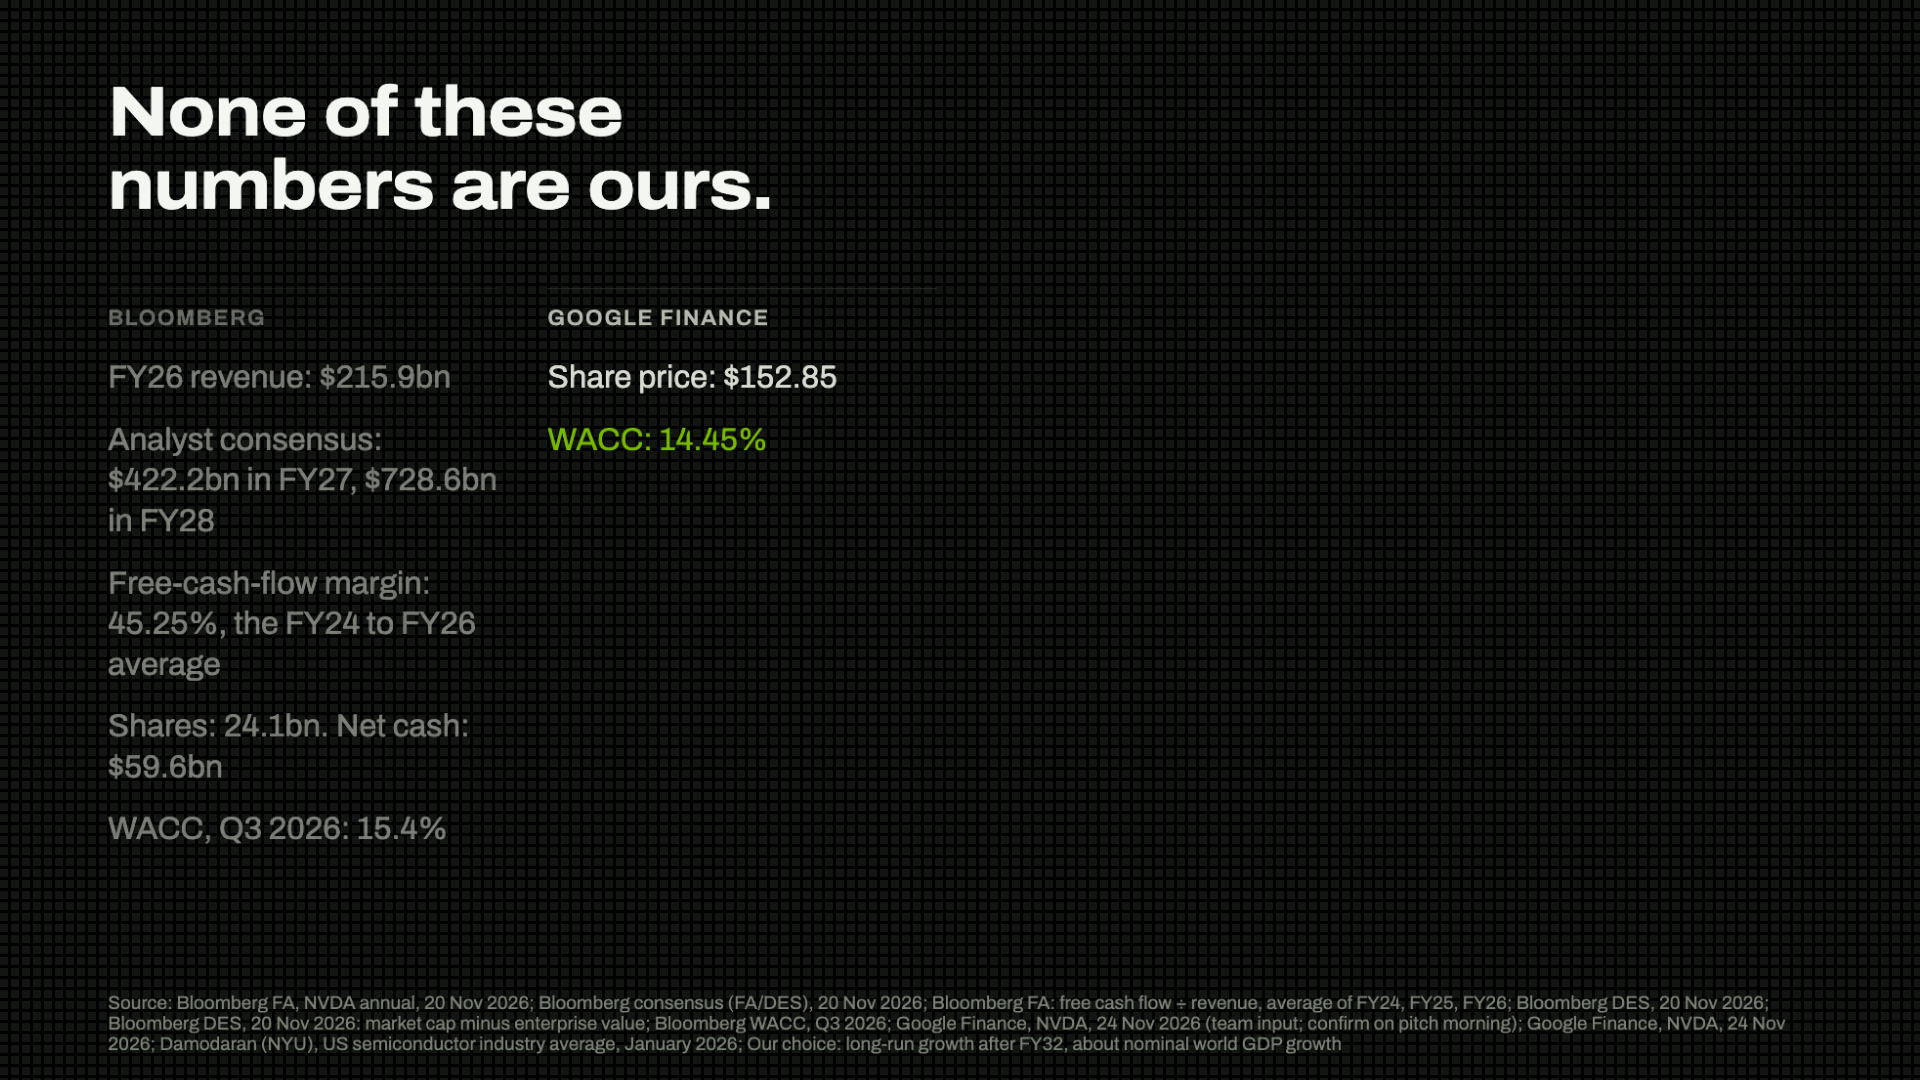 None of these
numbers are ours.
BLOOMBERG
FY26 revenue: $215.9bn
Analyst consensus:
$422.2bn in FY27, $728.6bn
in FY28
Free-cash-flow margin:
45.25%, the FY24 to FY26
average
Shares: 24.1bn. Net cash:
$59.6bn
WACC, Q3 2026: 15.4%
GOOGLE FINANCE
Share price: $152.85
WACC: 14.45%
Source: Bloomberg FA, NVDA annual, 20 Nov 2026; Bloomberg consensus (FA/DES), 20 Nov 2026; Bloomberg FA: free cash flow ÷ revenue, average of FY24, FY25, FY26; Bloomberg DES, 20 Nov 2026;
Bloomberg DES, 20 Nov 2026: market cap minus enterprise value; Bloomberg WACC, Q3 2026; Google Finance, NVDA, 24 Nov 2026 (team input; confirm on pitch morning); Google Finance, NVDA, 24 Nov
2026; Damodaran (NYU), US semiconductor industry average, January 2026; Our choice: long-run growth after FY32, about nominal world GDP growth